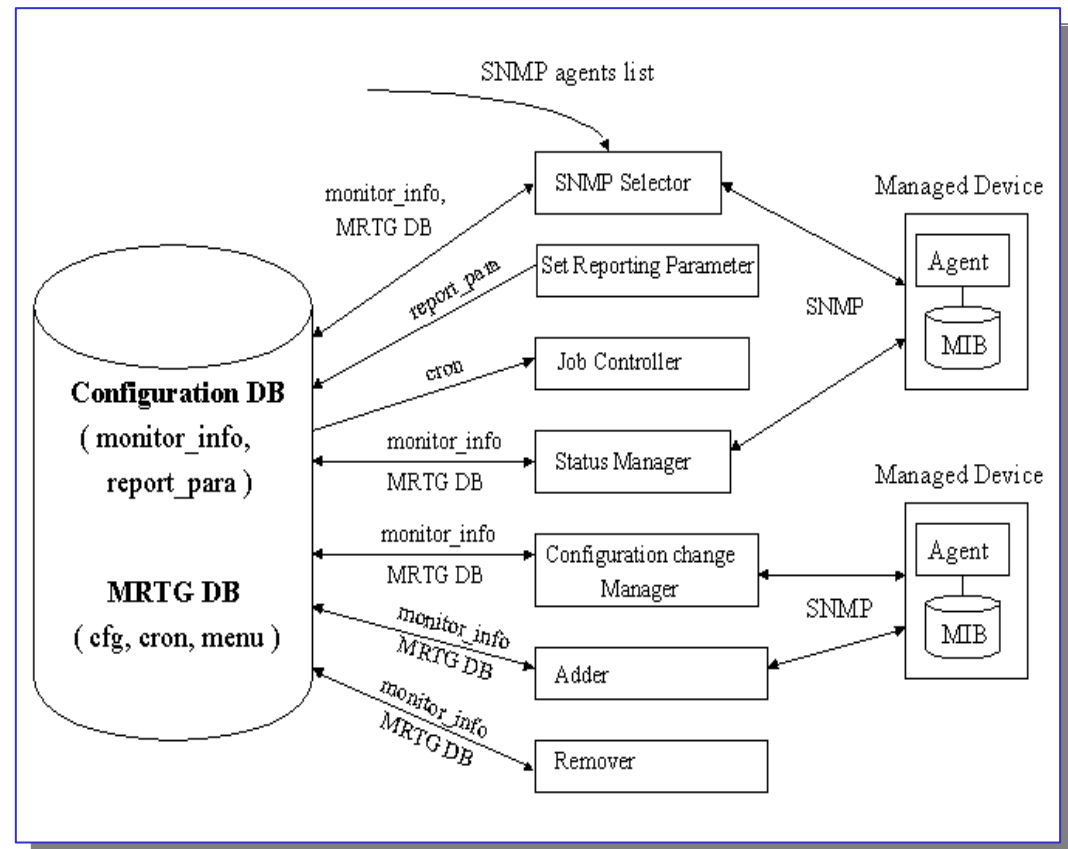 SNMP agents list
monitor_info,
MRTG DB
SNMP Selector
Managed Device
Agent
MIB
SNMP
report_para
Set Reporting Parameter
cron
Job Controller
Configuration DB
( monitor_info,
report_para )
monitor_info
MRTG DB
Status Manager
Managed Device
Agent
MIB
SNMP
monitor_info
MRTG DB
Configuration change
Manager
MRTG DB
( cfg, cron, menu )
monitor_info
MRTG DB
Adder
monitor_info
MRTG DB
Remover